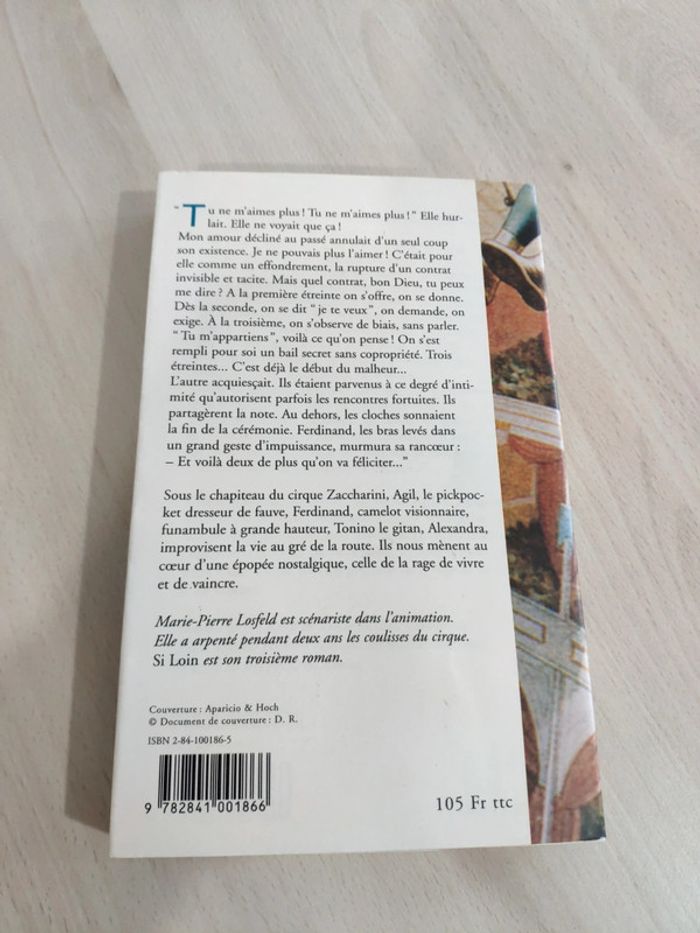 " Tu ne m'aimes plus ! Tu ne m'aimes plus ! " Elle hur-
lait. Elle ne voyait que ça !
Mon amour décliné au passé annulait d'un seul coup
son existence. Je ne pouvais plus l'aimer ! C'était pour
elle comme un effondrement, la rupture d'un contrat
invisible et tacite. Mais quel contrat, bon Dieu, tu peux
me dire ? A la première étreinte on s'offre, on se donne.
Dès la seconde, on se dit " je te veux ", on demande, on
exige. À la troisième, on s'observe de biais, sans parler.
" Tu m'appartiens ", voilà ce qu'on pense ! On s'est
rempli pour soi un bail secret sans copropriété. Trois
étreintes... C'est déjà le début du malheur...
L'autre acquiesçait. Ils étaient parvenus à ce degré d'inti-
mité qu'autorisent parfois les rencontres fortuites. Ils
partagèrent la note. Au dehors, les cloches sonnaient
la fin de la cérémonie. Ferdinand, les bras levés dans
un grand geste d'impuissance, murmura sa rancœur :
– Et voilà deux de plus qu'on va féliciter... "
Sous le chapiteau du cirque Zaccharini, Agil, le pickpoc-
ket dresseur de fauve, Ferdinand, camelot visionnaire,
funambule à grande hauteur, Tonino le gitan, Alexandra,
improvisent la vie au gré de la route. Ils nous mènent au
cœur d'une épopée nostalgique, celle de la rage de vivre
et de vaincre.
Marie-Pierre Losfeld est scénariste dans l'animation.
Elle a arpenté pendant deux ans les coulisses du cirque.
Si Loin est son troisième roman.
Couverture : Aparicio & Hoch
© Document de couverture : D. R.
ISBN 2-84-100186-5
9 782841 001866
105 Fr ttc